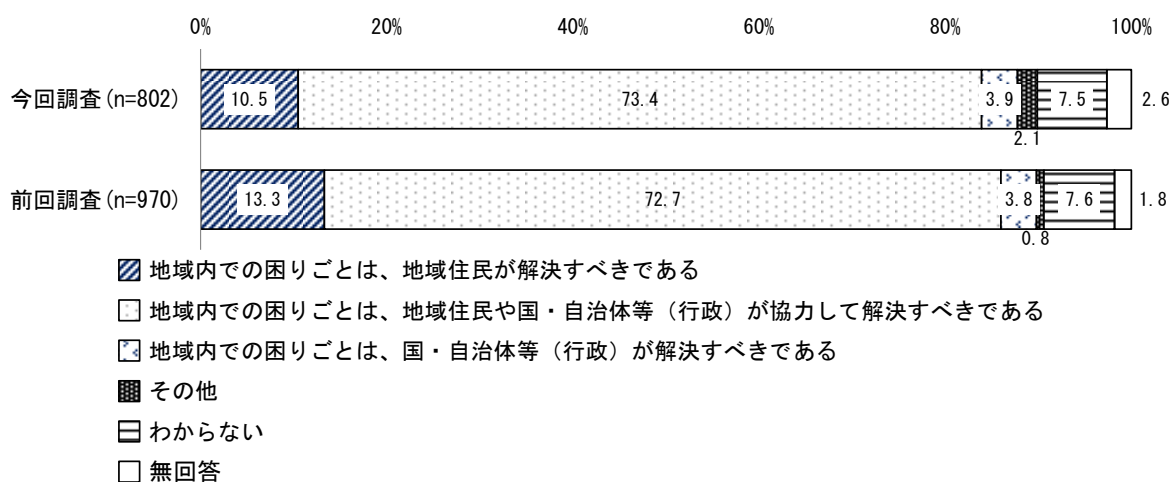 0% 20% 40% 60% 80% 100%
今回調査(n=802) 10.5 73.4 3.9 7.5 2.6
2.1
前回調査(n=970) 13.3 72.7 3.8 7.6 1.8
0.8
地域内での困りごとは、地域住民が解決すべきである
地域内での困りごとは、地域住民や国・自治体等（行政）が協力して解決すべきである
地域内での困りごとは、国・自治体等（行政）が解決すべきである
その他
わからない
無回答